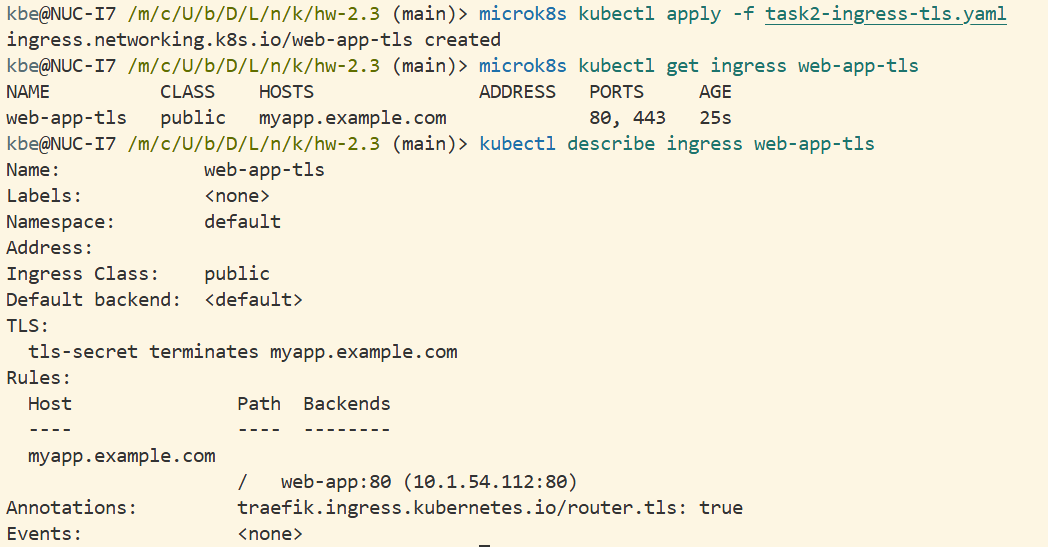 kbe@NUC-I7 /m/c/U/b/D/L/n/k/hw-2.3 (main)> microk8s kubectl apply -f task2-ingress-tls.yaml
ingress.networking.k8s.io/web-app-tls created
kbe@NUC-I7 /m/c/U/b/D/L/n/k/hw-2.3 (main)> microk8s kubectl get ingress web-app-tls
NAME          CLASS    HOSTS               ADDRESS   PORTS     AGE
web-app-tls   public   myapp.example.com             80, 443   25s
kbe@NUC-I7 /m/c/U/b/D/L/n/k/hw-2.3 (main)> kubectl describe ingress web-app-tls
Name:             web-app-tls
Labels:           <none>
Namespace:        default
Address:
Ingress Class:    public
Default backend:  <default>
TLS:
  tls-secret terminates myapp.example.com
Rules:
  Host               Path  Backends
  ----               ----  --------
  myapp.example.com
                     /   web-app:80 (10.1.54.112:80)
Annotations:         traefik.ingress.kubernetes.io/router.tls: true
Events:              <none>